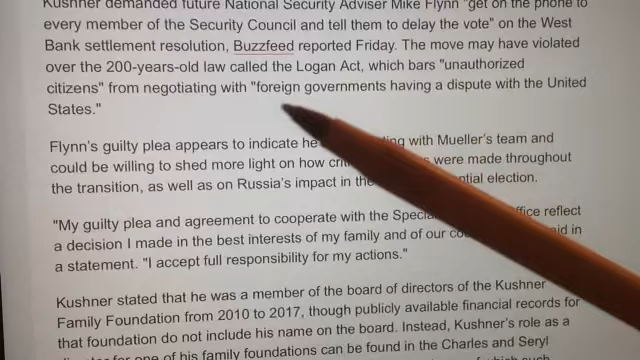 Kushner demanded future National Security Adviser Mike Flynn "get on the phone to
every member of the Security Council and tell them to delay the vote" on the West
Bank settlement resolution, Buzzfeed reported Friday. The move may have violated
over the 200-years-old law called the Logan Act, which bars "unauthorized
citizens" from negotiating with "foreign governments having a dispute with the United
States."
Flynn's guilty plea appears to indicate he with Mueller's team and
could be willing to shed more light on how were made throughout
the transition, as well as on Russia's impact in the election.
"My guilty plea and agreement to cooperate with the reflect
a decision I made in the best interests of my family and of our in
a statement. "I accept full responsibility for my actions."
Kushner stated that he was a member of the board of directors of the Kushner
Family Foundation from 2010 to 2017, though publicly available financial records for
that foundation do not include his name on the board. Instead, Kushner's role as a
for one of his family foundations can be found in the Charles and Seryl